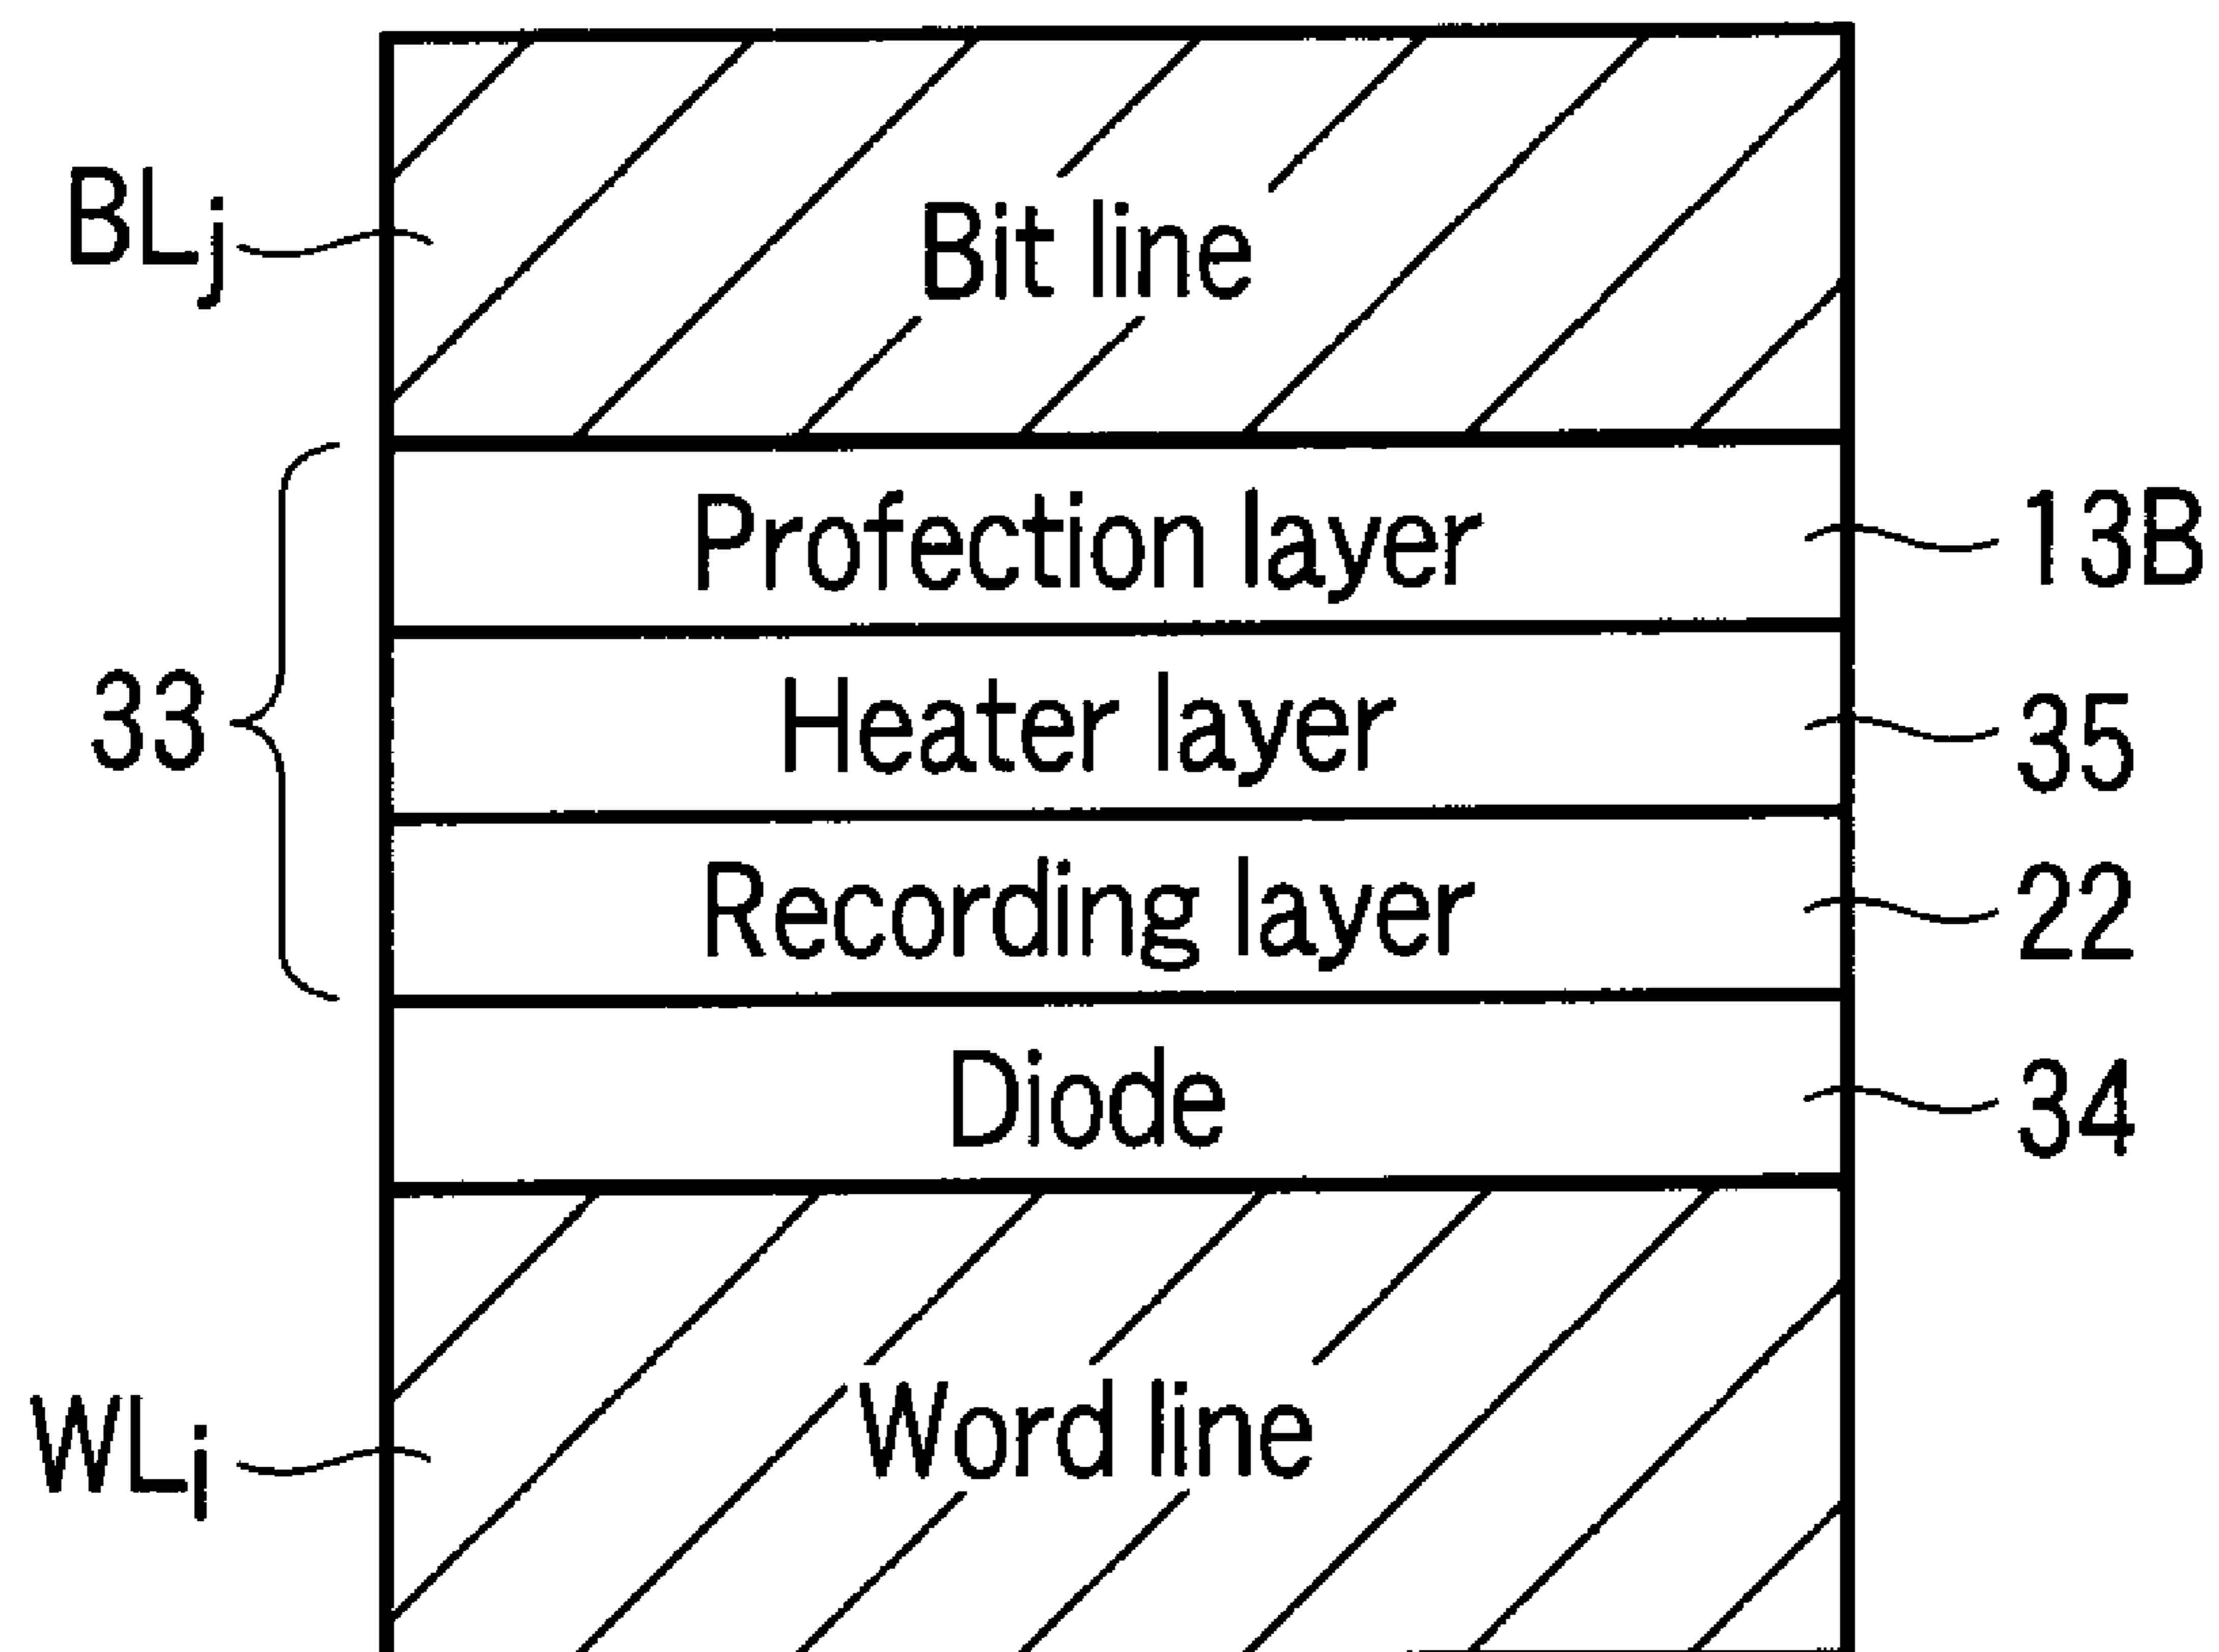 BLj
Bit line
Profection layer
13B
33
Heater layer
35
Recording layer
22
Diode
34
WLi
Word line